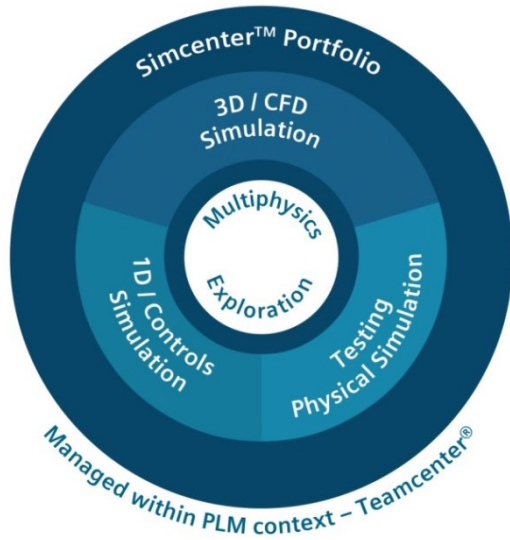 Simcenter™ Portfolio
3D / CFD
Simulation
Multiphysics
Exploration
1D / Controls
Simulation
Testing
Physical Simulation
Managed within PLM context – Teamcenter®